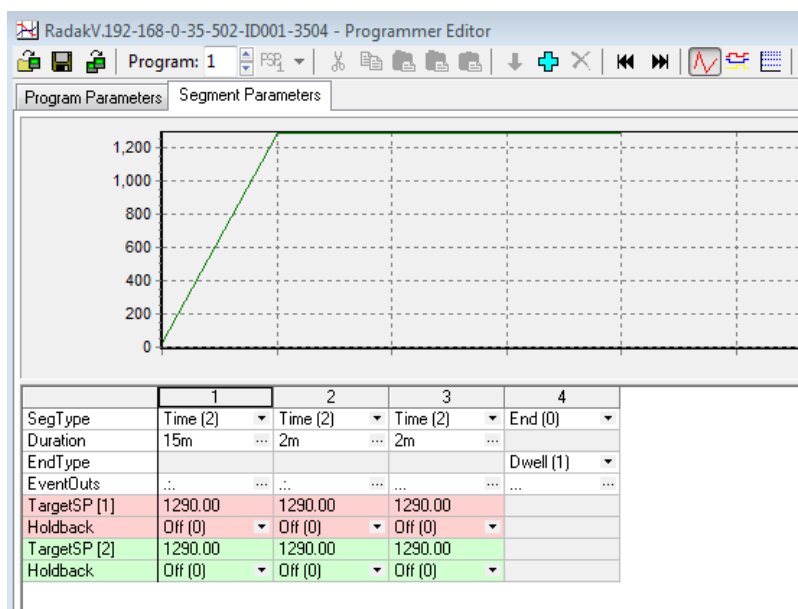 RadakV.192-168-0-35-502-ID001-3504 - Programmer Editor
Program: 1
Program Parameters Segment Parameters
1,200
1,000
800
600
400
200
0
1 2 3 4
SegType Time (2) Time (2) Time (2) End (0)
Duration 15m ... 2m ... 2m ...
EndType Dwell (1)
EventOuts .:. ... .:. ... ... ... ... ...
TargetSP [1] 1290.00 1290.00 1290.00
Holdback Off (0) Off (0) Off (0)
TargetSP [2] 1290.00 1290.00 1290.00
Holdback Off (0) Off (0) Off (0)